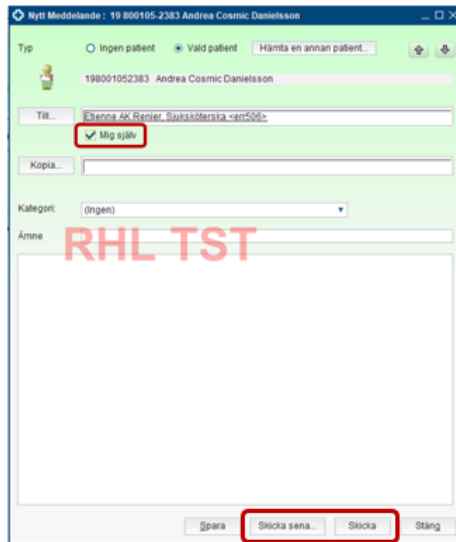 Nytt Meddelande : 19 800105-2383 Andrea Cosmic Danielsson
Typ Ingen patient Vald patient Hämta en annan patient...
198001052383 Andrea Cosmic Danielsson
Till... Etienne AK Renier, Sjuksköterska <err506>
Mig själv
Kopia...
Kategori: (Ingen)
Ämne
RHL TST
Spara Skicka sena... Skicka Stäng